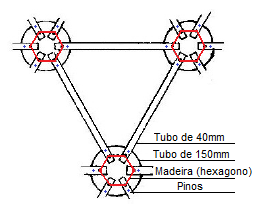 Tubo de 40mm
Tubo de 150mm
Madeira (hexagono)
Pinos